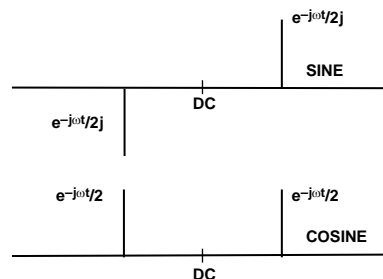 e–jωt/2j
SINE
DC
e–jωt/2j
e–jωt/2
e–jωt/2
COSINE
DC